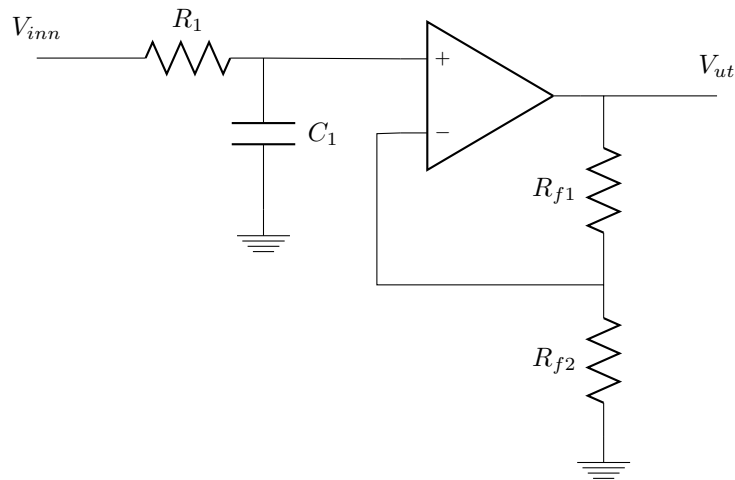 V_{inn}
R_1
+
V_{ut}
−
C_1
R_{f1}
R_{f2}